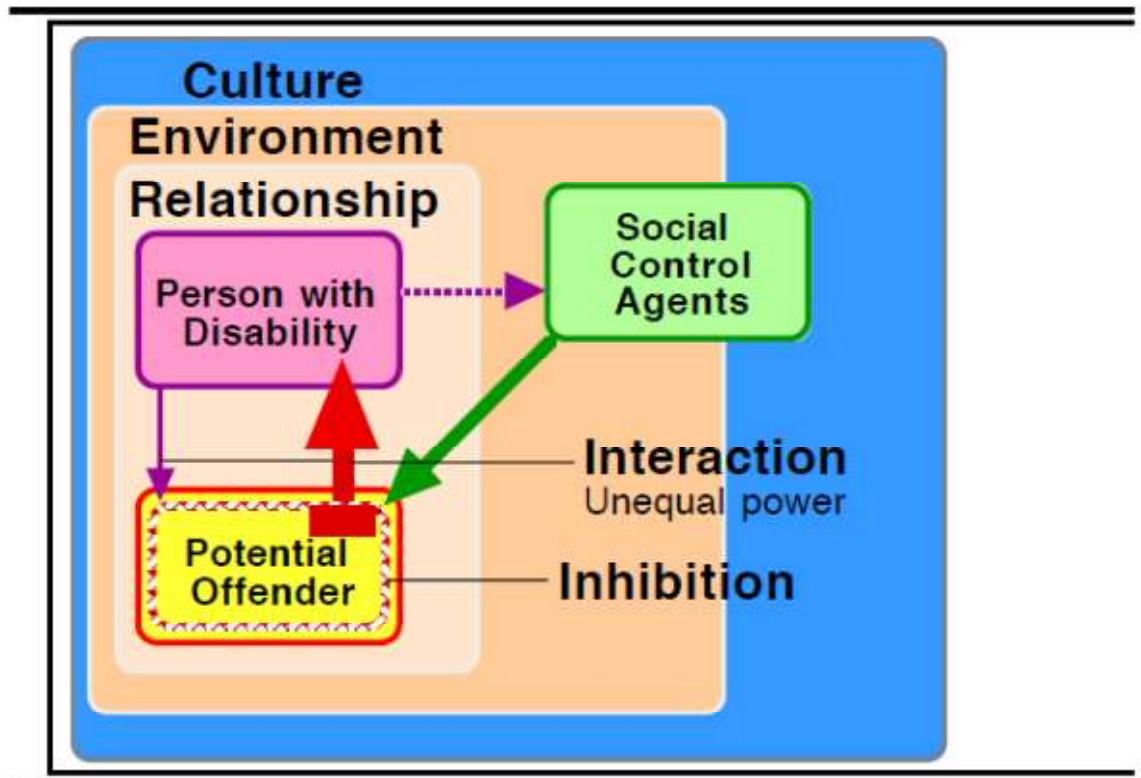 Culture
Environment
Relationship
Person with
Disability
Social
Control
Agents
Interaction
Unequal power
Potential
Offender
Inhibition